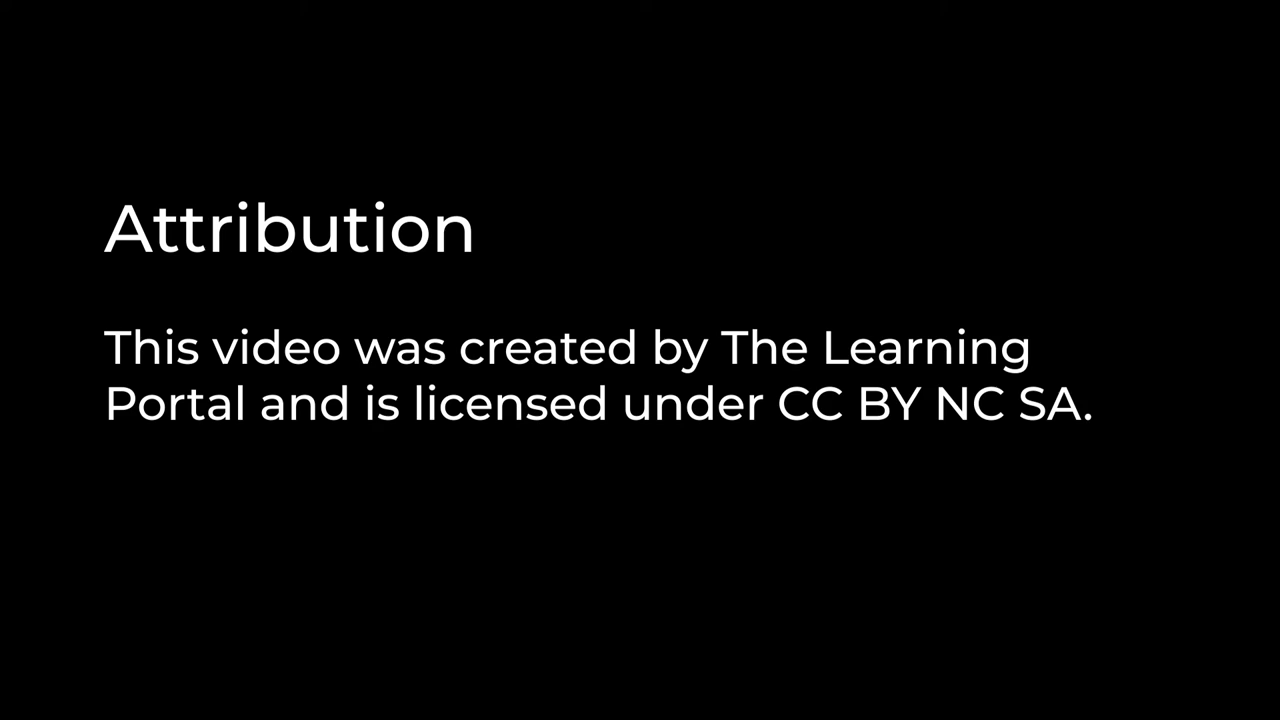 Attribution
This video was created by The Learning
Portal and is licensed under CC BY NC SA.